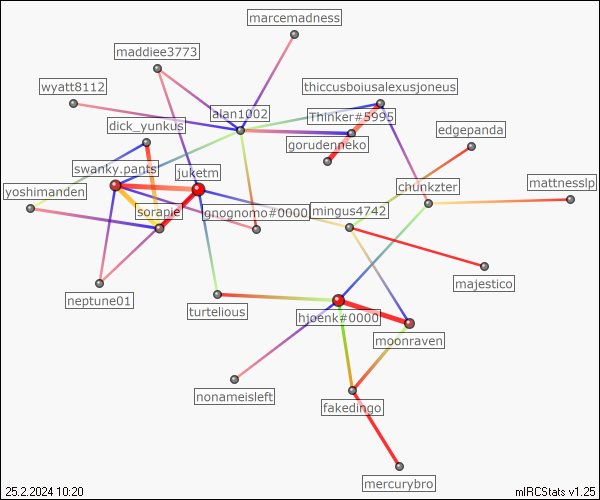 marcemadness
maddiee3773
wyatt8112
thiccusboiusalexusjoneus
alan1002
Thinker#5995
dick_yunkus
edgepanda
gorudenneko
swanky.pants
juketm
chunkzter
mattnesslp
yoshimanden
sorapie
gnognomo#0000
mingus4742
majestico
neptune01
turtelious
hjoenk#0000
moonraven
nonameisleft
fakedingo
mercurybro
25.2.2024 10:20
mIRCStats v1.25